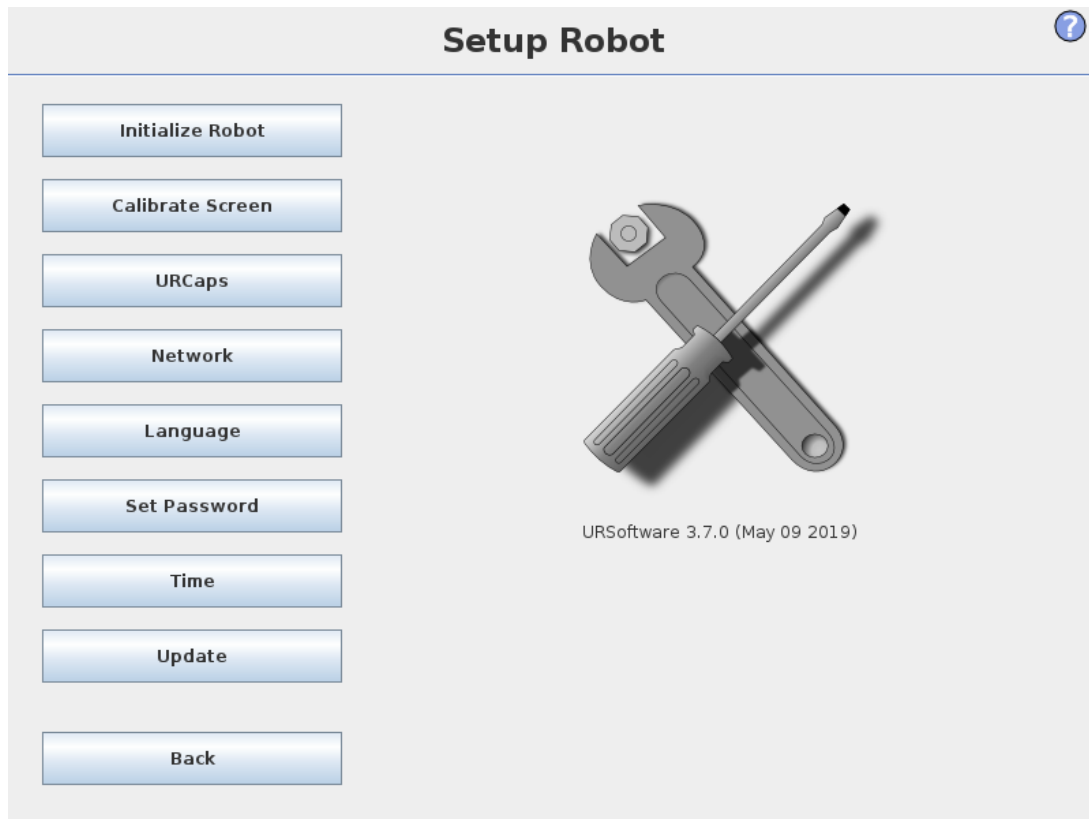 Setup Robot
?
Initialize Robot
Calibrate Screen
URCaps
Network
Language
Set Password
Time
Update
Back
URSoftware 3.7.0 (May 09 2019)